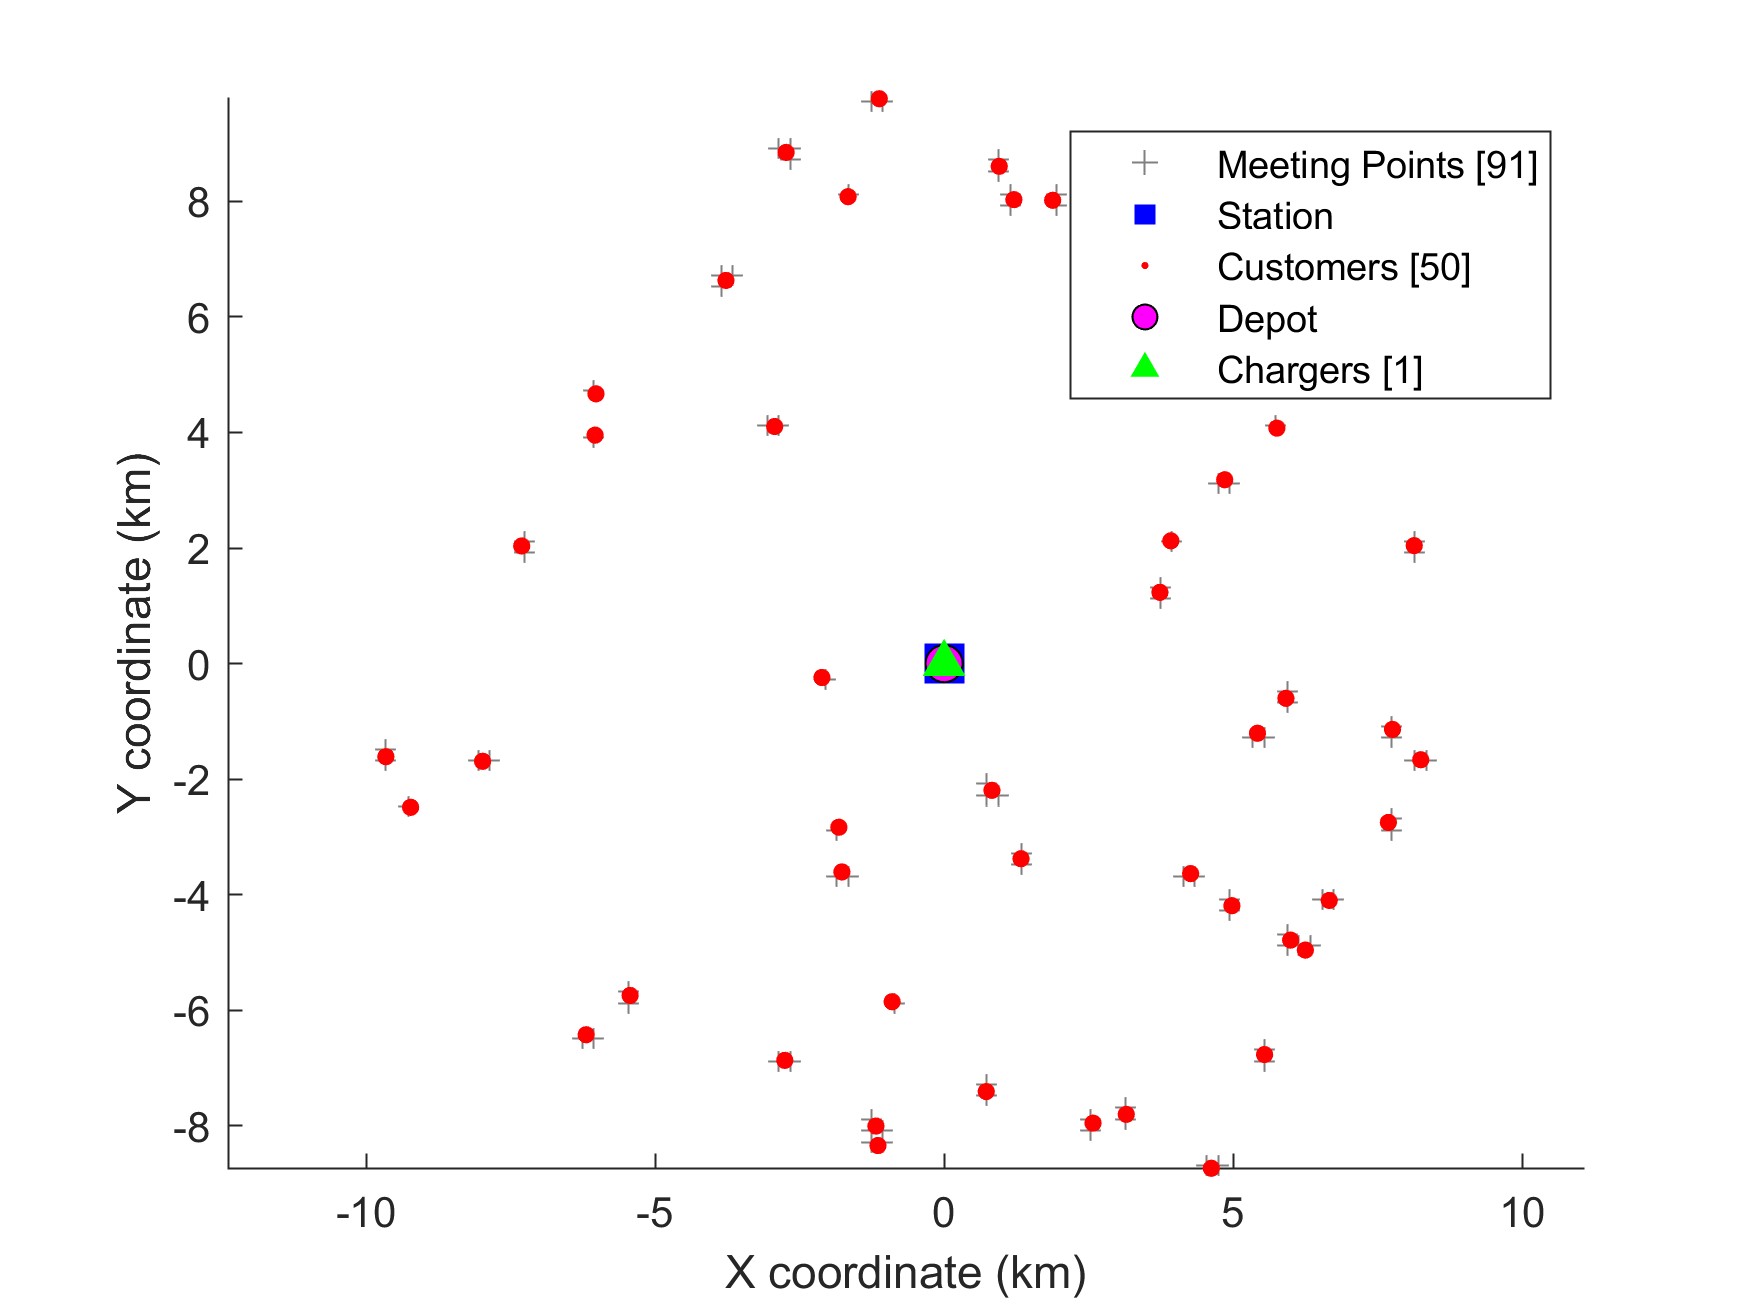 Meeting Points [91]
Station
Customers [50]
Depot
Chargers [1]
8
6
4
2
0
-2
-4
-6
-8
Y coordinate (km)
-10 -5 0 5 10
X coordinate (km)